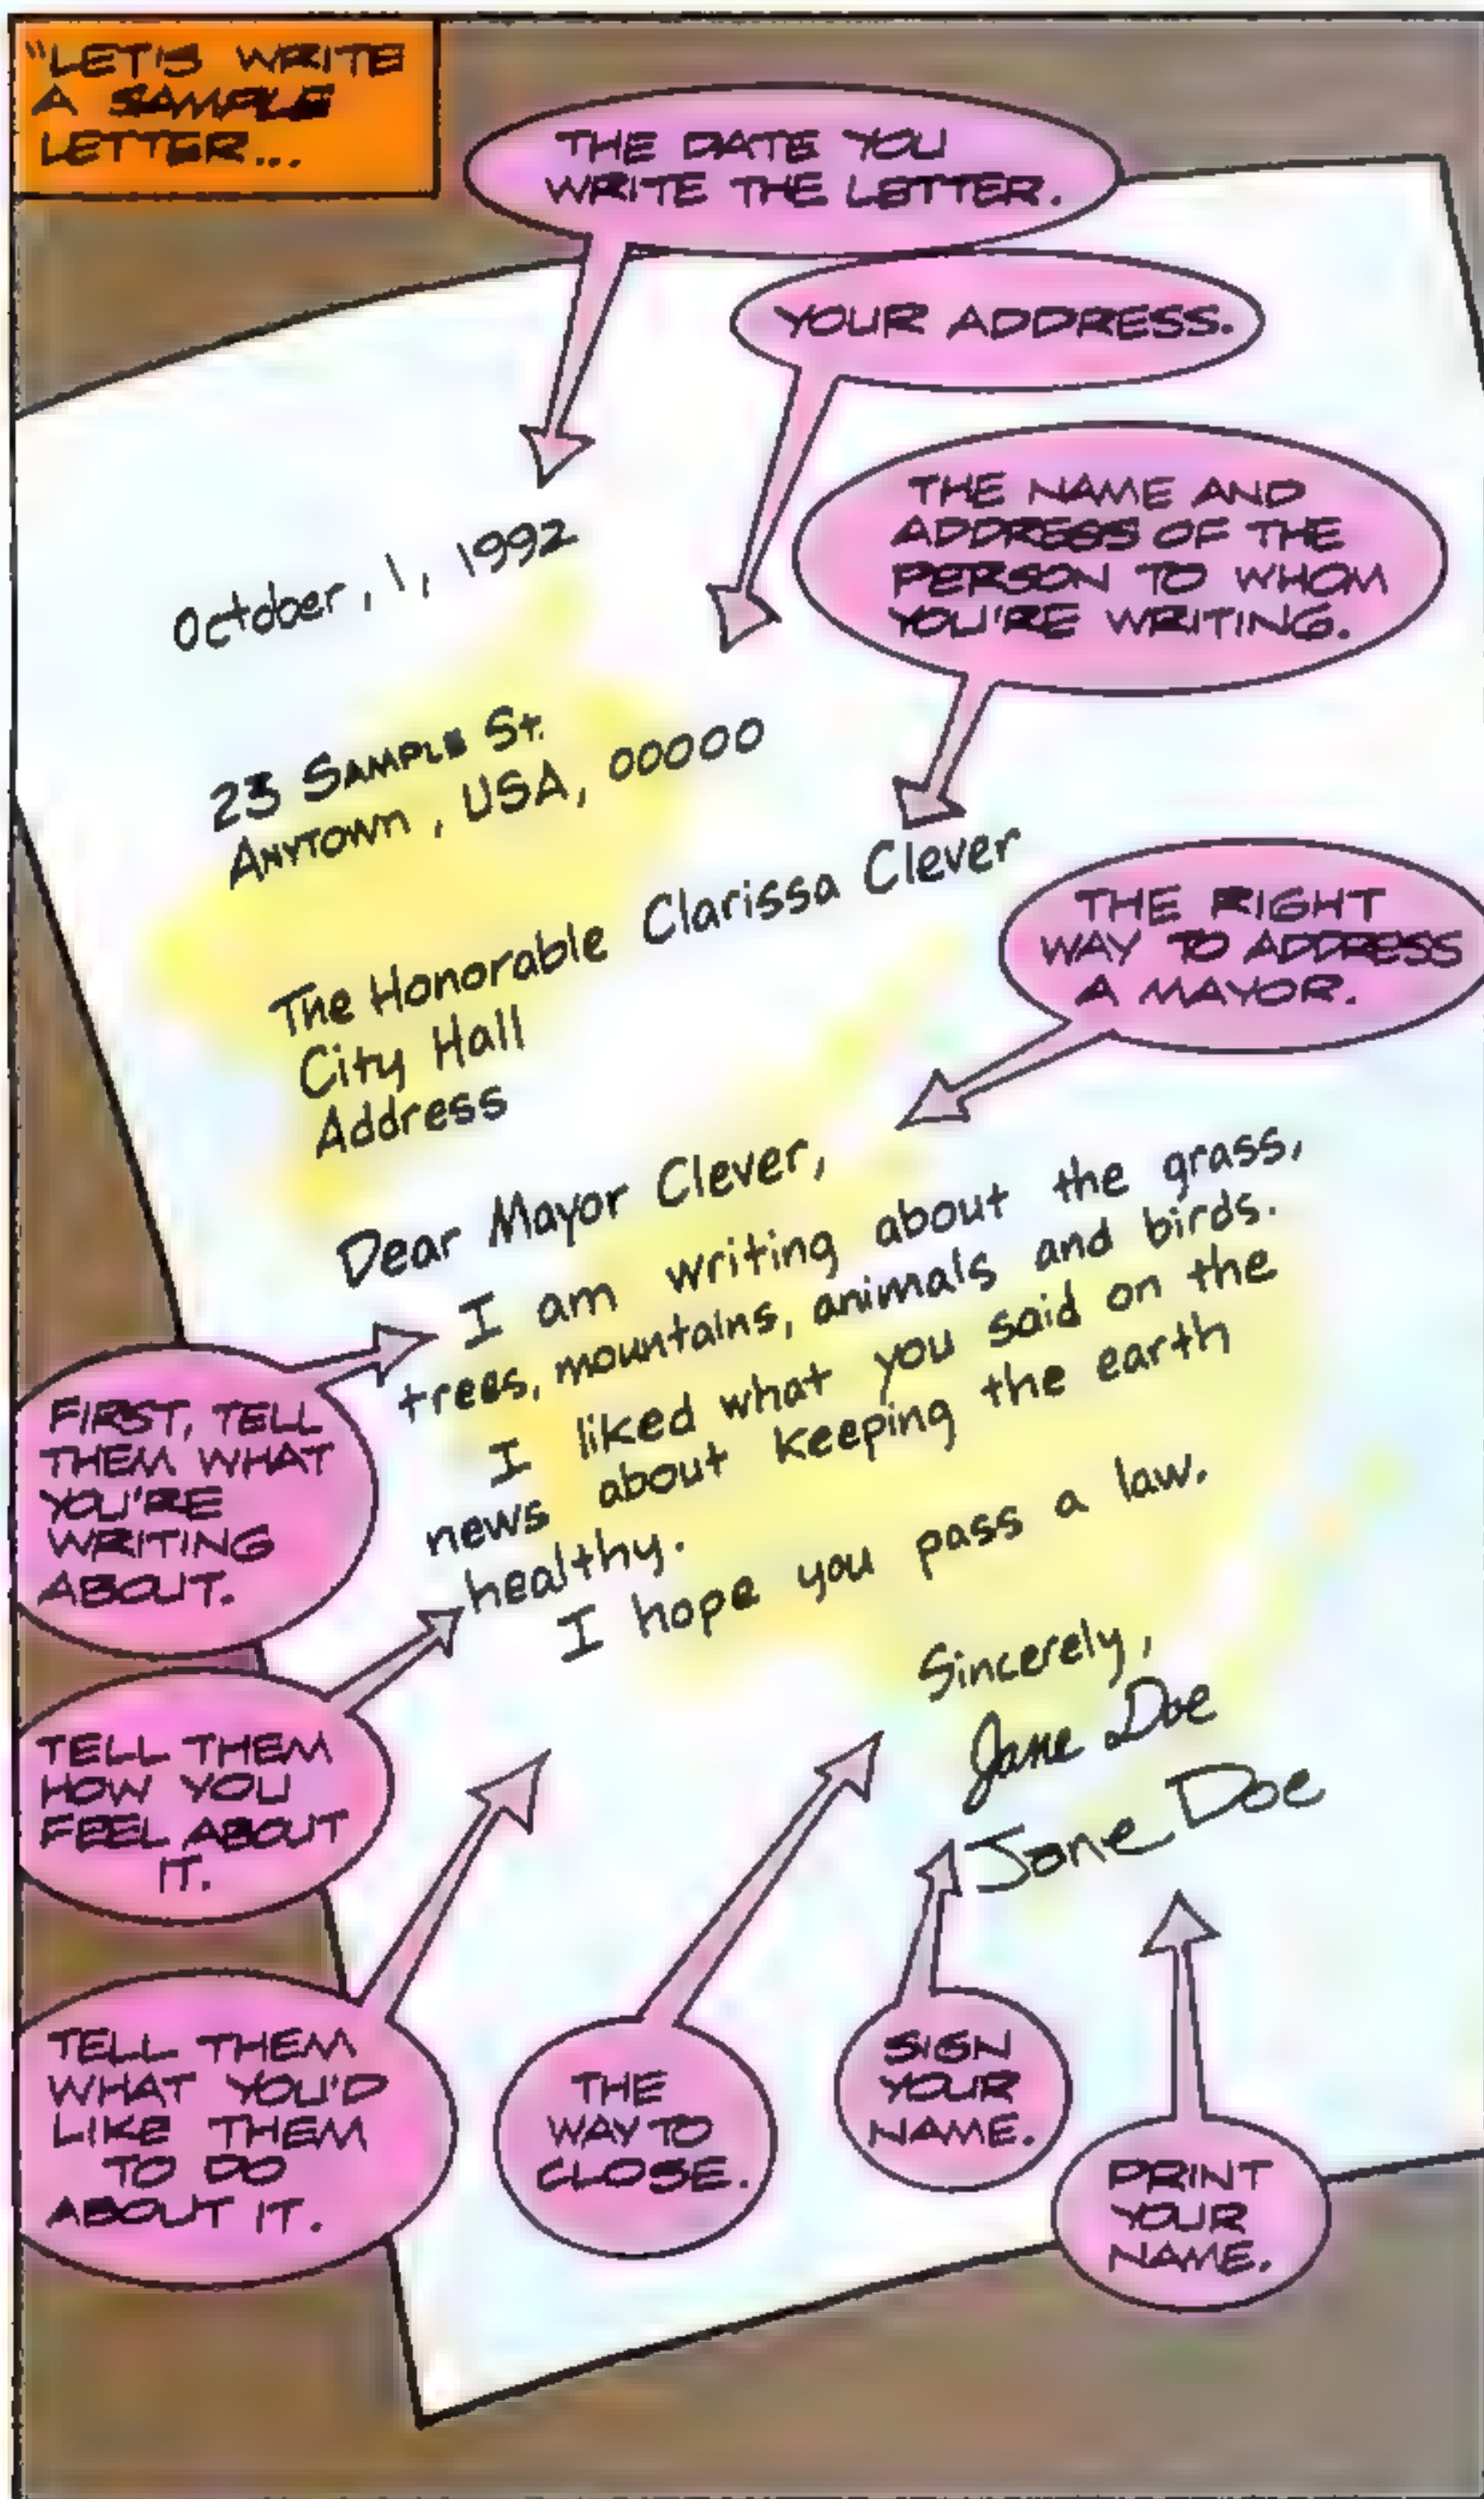 "LET'S WRITE
A SAMPLE
LETTER...
THE DATE YOU
WRITE THE LETTER.
YOUR ADDRESS.
THE NAME AND
ADDRESS OF THE
PERSON TO WHOM
YOU'RE WRITING.
October, 1, 1992
23 SAMPLE St.
ANYTOWN, USA, 00000
The Honorable Clarissa Clever
City Hall
Address
THE RIGHT
WAY TO ADDRESS
A MAYOR.
Dear Mayor Clever,
I am writing about the grass,
trees, mountains, animals and birds.
I liked what you said on the
news about keeping the earth
healthy.
I hope you pass a law.
FIRST, TELL
THEM WHAT
YOU'RE
WRITING
ABOUT.
TELL THEM
HOW YOU
FEEL ABOUT
IT.
TELL THEM
WHAT YOU'D
LIKE THEM
TO DO
ABOUT IT.
Sincerely,
Jane Doe
Jane Doe
THE
WAY TO
CLOSE.
SIGN
YOUR
NAME.
PRINT
YOUR
NAME.